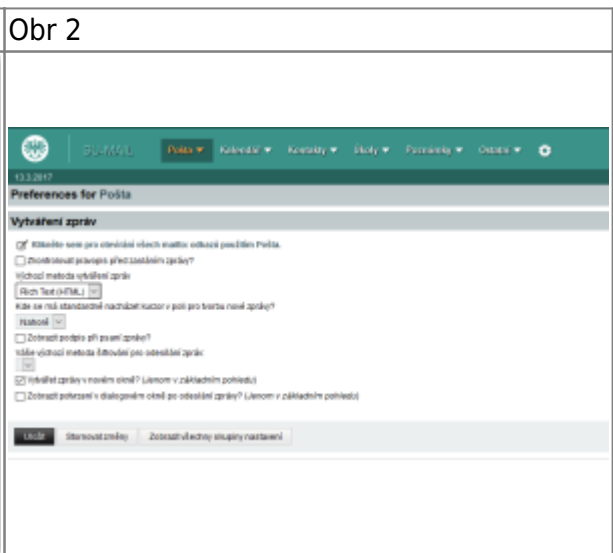 Obr 2
SU-MAIL Pošta Kalendář Kontakty Úkoly Poznámky Ostatní
13.3.2017
Preferences for Pošta
Vytváření zpráv
Klikněte sem pro otevírání všech mailto: odkazů použitím Pošta.
Zkontrolovat pravopis před zasláním zprávy?
Výchozí metoda vytváření zpráv
Rich Text (HTML)
Kde se má standardně nacházet kurzor v poli pro tvorbu nové zprávy?
Nahoře
Zobrazit podpis při psaní zprávy?
Vaše výchozí metoda šifrování pro odesílání zpráv:
Vytvářet zprávy v novém okně? (Jenom v základním pohledu)
Zobrazit potvrzení v dialogovém okně po odeslání zprávy? (Jenom v základním pohledu)
Uložit Stornovat změny Zobrazit všechny skupiny nastavení